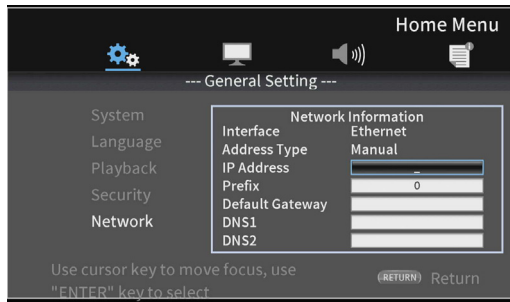 Home Menu
--- General Setting ---
System
Language
Playback
Security
Network
Network Information
Interface Ethernet
Address Type Manual
IP Address _
Prefix 0
Default Gateway
DNS1
DNS2
Use cursor key to move focus, use
"ENTER" key to select
RETURN Return